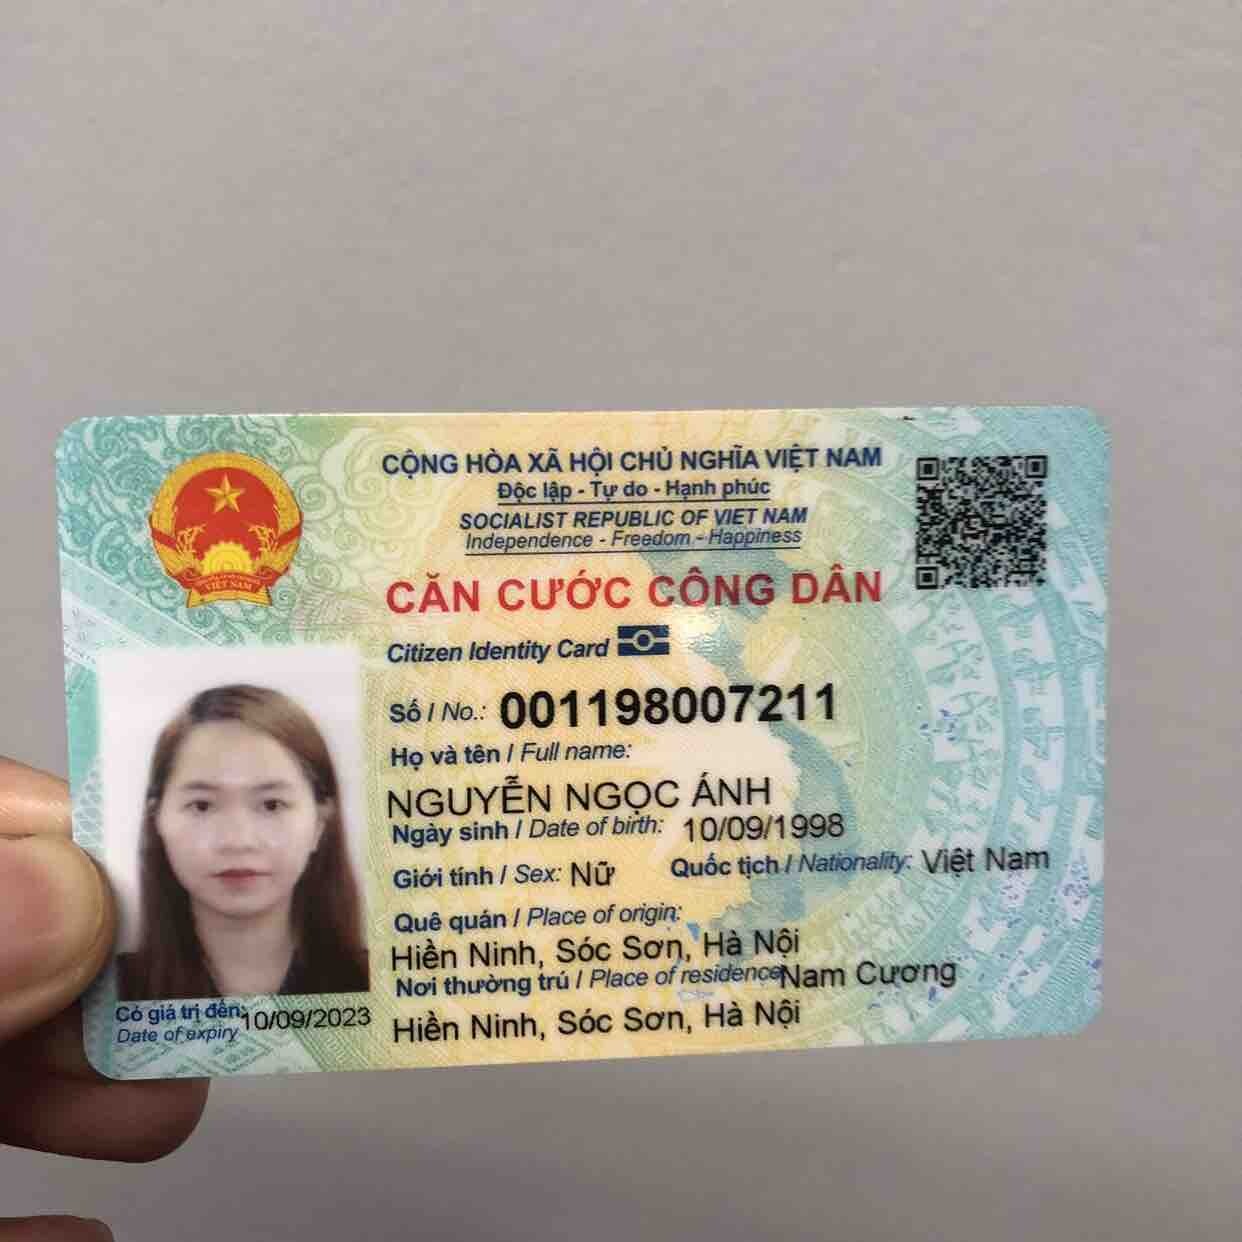 CỘNG HÒA XÃ HỘI CHỦ NGHĨA VIỆT NAM
Độc lập - Tự do - Hạnh phúc
SOCIALIST REPUBLIC OF VIET NAM
Independence - Freedom - Happiness
CĂN CƯỚC CÔNG DÂN
Citizen Identity Card
Số / No.: 001198007211
Họ và tên / Full name:
NGUYỄN NGỌC ÁNH
Ngày sinh / Date of birth: 10/09/1998
Giới tính / Sex: Nữ Quốc tịch / Nationality: Việt Nam
Quê quán / Place of origin:
Hiền Ninh, Sóc Sơn, Hà Nội
Nơi thường trú / Place of residence Nam Cương
Hiền Ninh, Sóc Sơn, Hà Nội
Có giá trị đến: 10/09/2023
Date of expiry
VIỆT NAM